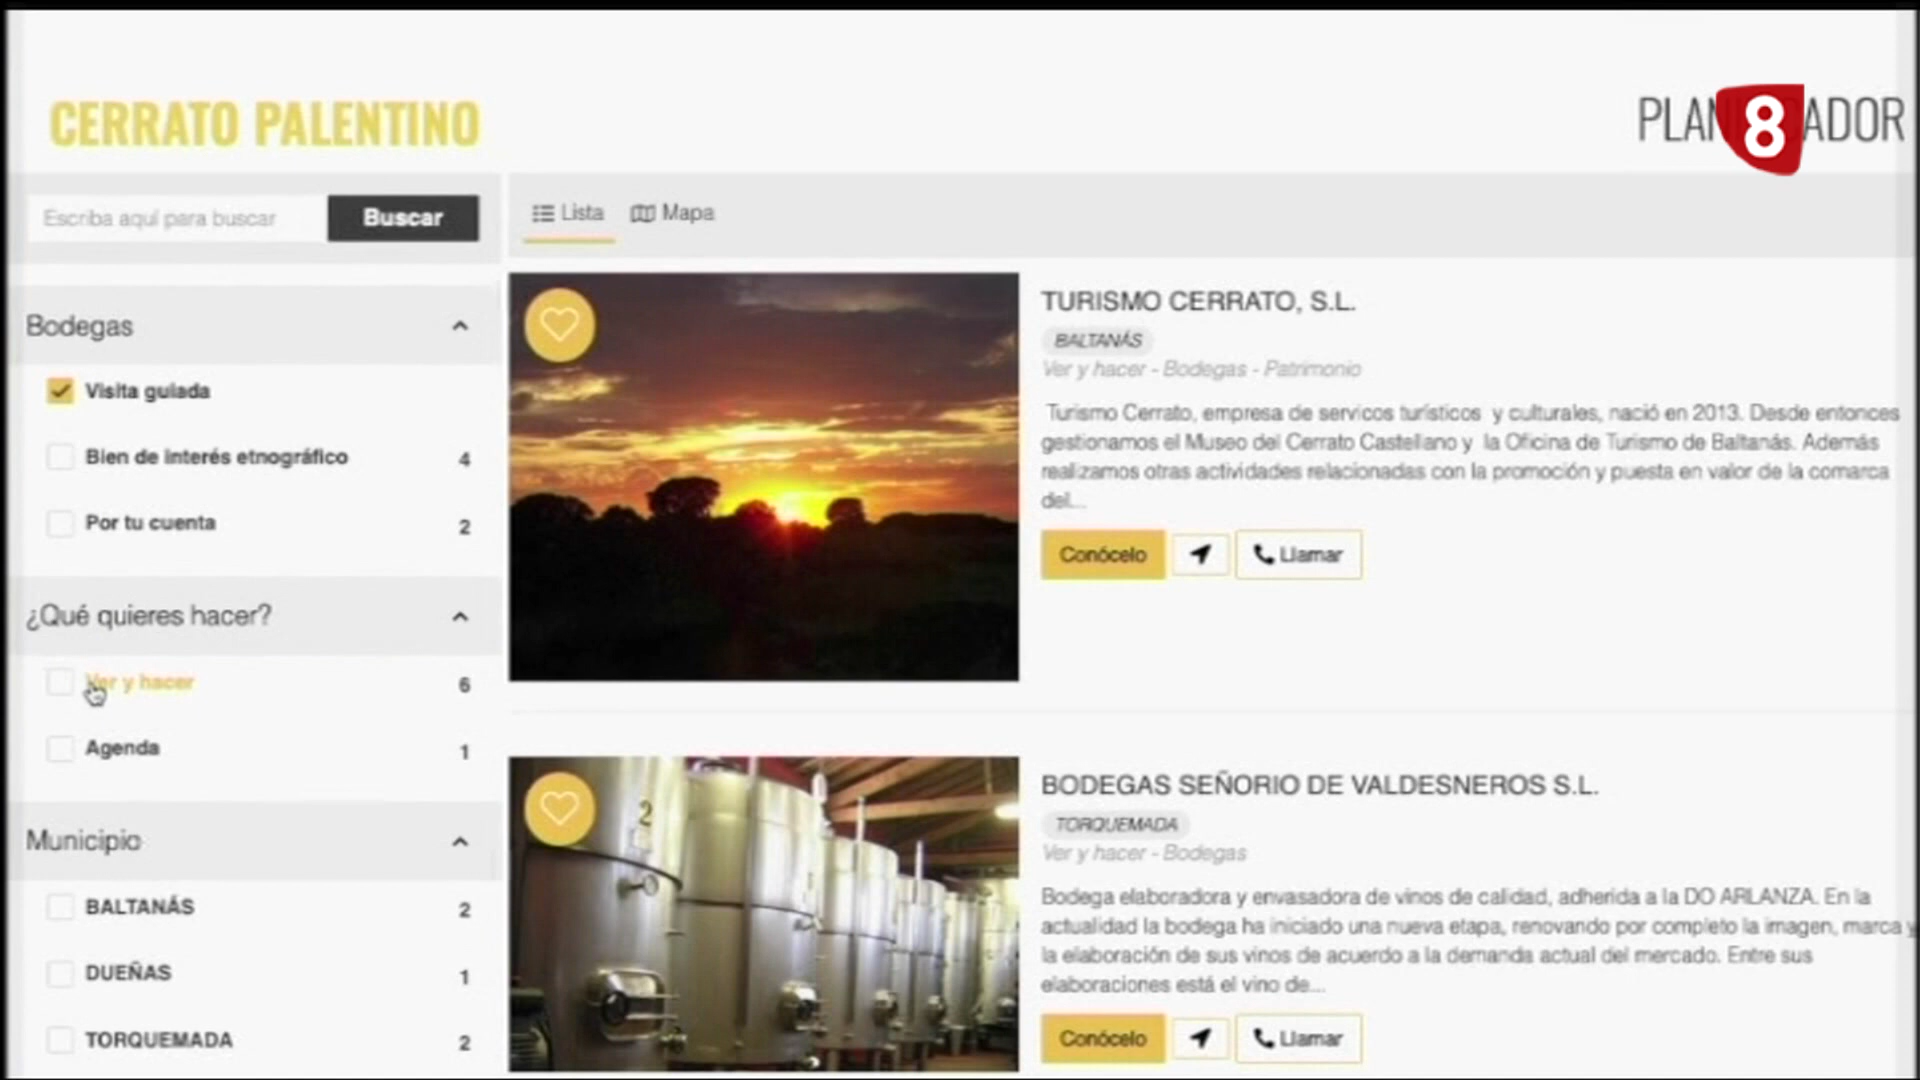 CERRATO PALENTINO
8
Escriba aquí para buscar
Buscar
Lista
Mapa
Bodegas
Visita guiada
Bien de interés etnográfico 4
Por tu cuenta 2
¿Qué quieres hacer?
Ver y hacer 6
Agenda 1
Municipio
BALTANÁS 2
DUEÑAS 1
TORQUEMADA 2
TURISMO CERRATO, S.L.
BALTANÁS
Ver y hacer - Bodegas - Patrimonio
Turismo Cerrato, empresa de servicos turísticos y culturales, nació en 2013. Desde entonces
gestionamos el Museo del Cerrato Castellano y la Oficina de Turismo de Baltanás. Además
realizamos otras actividades relacionadas con la promoción y puesta en valor de la comarca
del...
Conócelo
Llamar
2
BODEGAS SEÑORIO DE VALDESNEROS S.L.
TORQUEMADA
Ver y hacer - Bodegas
Bodega elaboradora y envasadora de vinos de calidad, adherida a la DO ARLANZA. En la
actualidad la bodega ha iniciado una nueva etapa, renovando por completo la imagen, marca y
la elaboración de sus vinos de acuerdo a la demanda actual del mercado. Entre sus
elaboraciones está el vino de...
Conócelo
Llamar